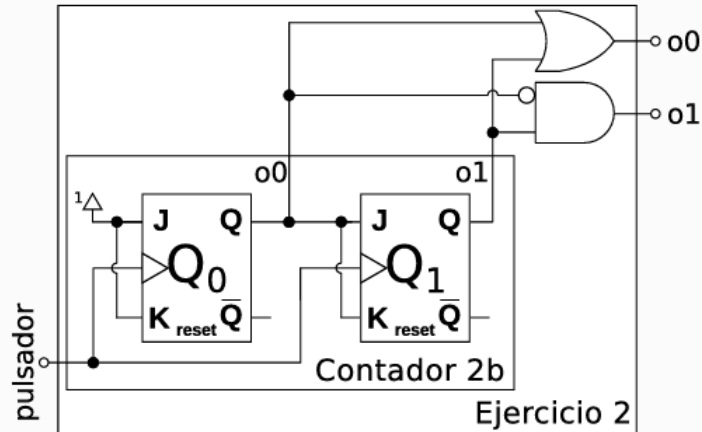 o0
o1
o0
o1
1
J
Q
J
Q
Q0
Q1
K
reset
Q̅
K
reset
Q̅
pulsador
Contador 2b
Ejercicio 2